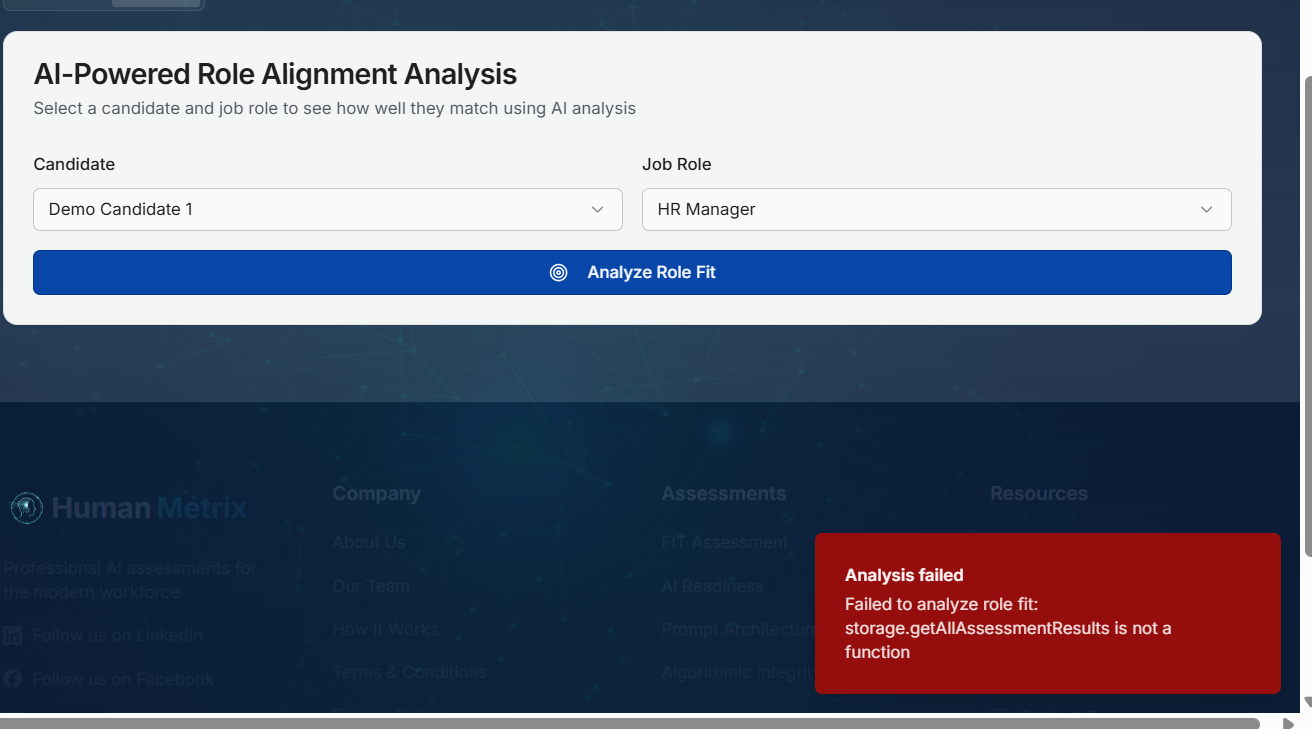 AI-Powered Role Alignment Analysis
Select a candidate and job role to see how well they match using AI analysis
Candidate
Job Role
Demo Candidate 1
HR Manager
Analyze Role Fit
Human Metrix
Professional AI assessments for
the modern workforce
Follow us on LinkedIn
Follow us on Facebook
Company
About Us
Our Team
How It Works
Terms & Conditions
Assessments
FIT Assessment
AI Readiness
Prompt Architecture
Algorithmic
Resources
Analysis failed
Failed to analyze role fit:
storage.getAllAssessmentResults is not a
function